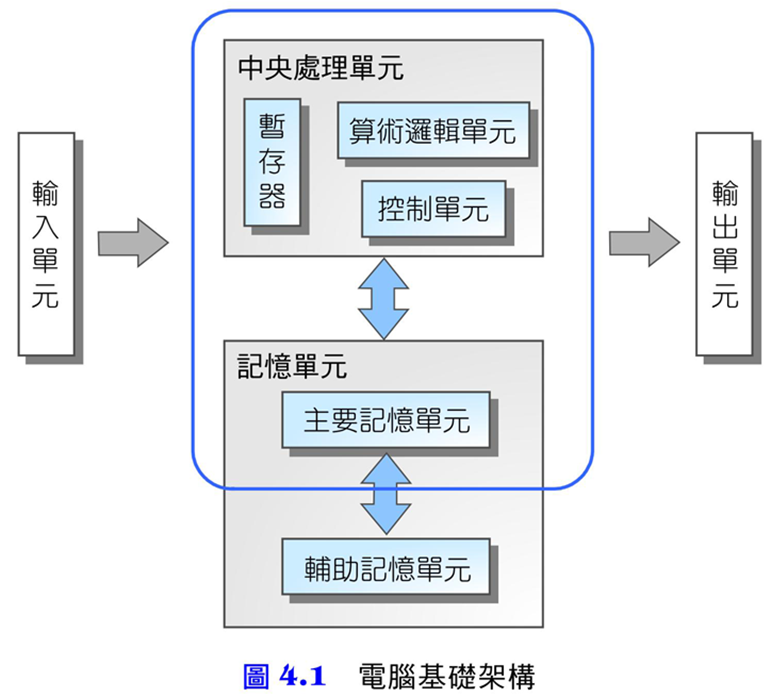 中央處理單元
暫存器
算術邏輯單元
控制單元
輸入單元
輸出單元
記憶單元
主要記憶單元
輔助記憶單元
圖 4.1 電腦基礎架構